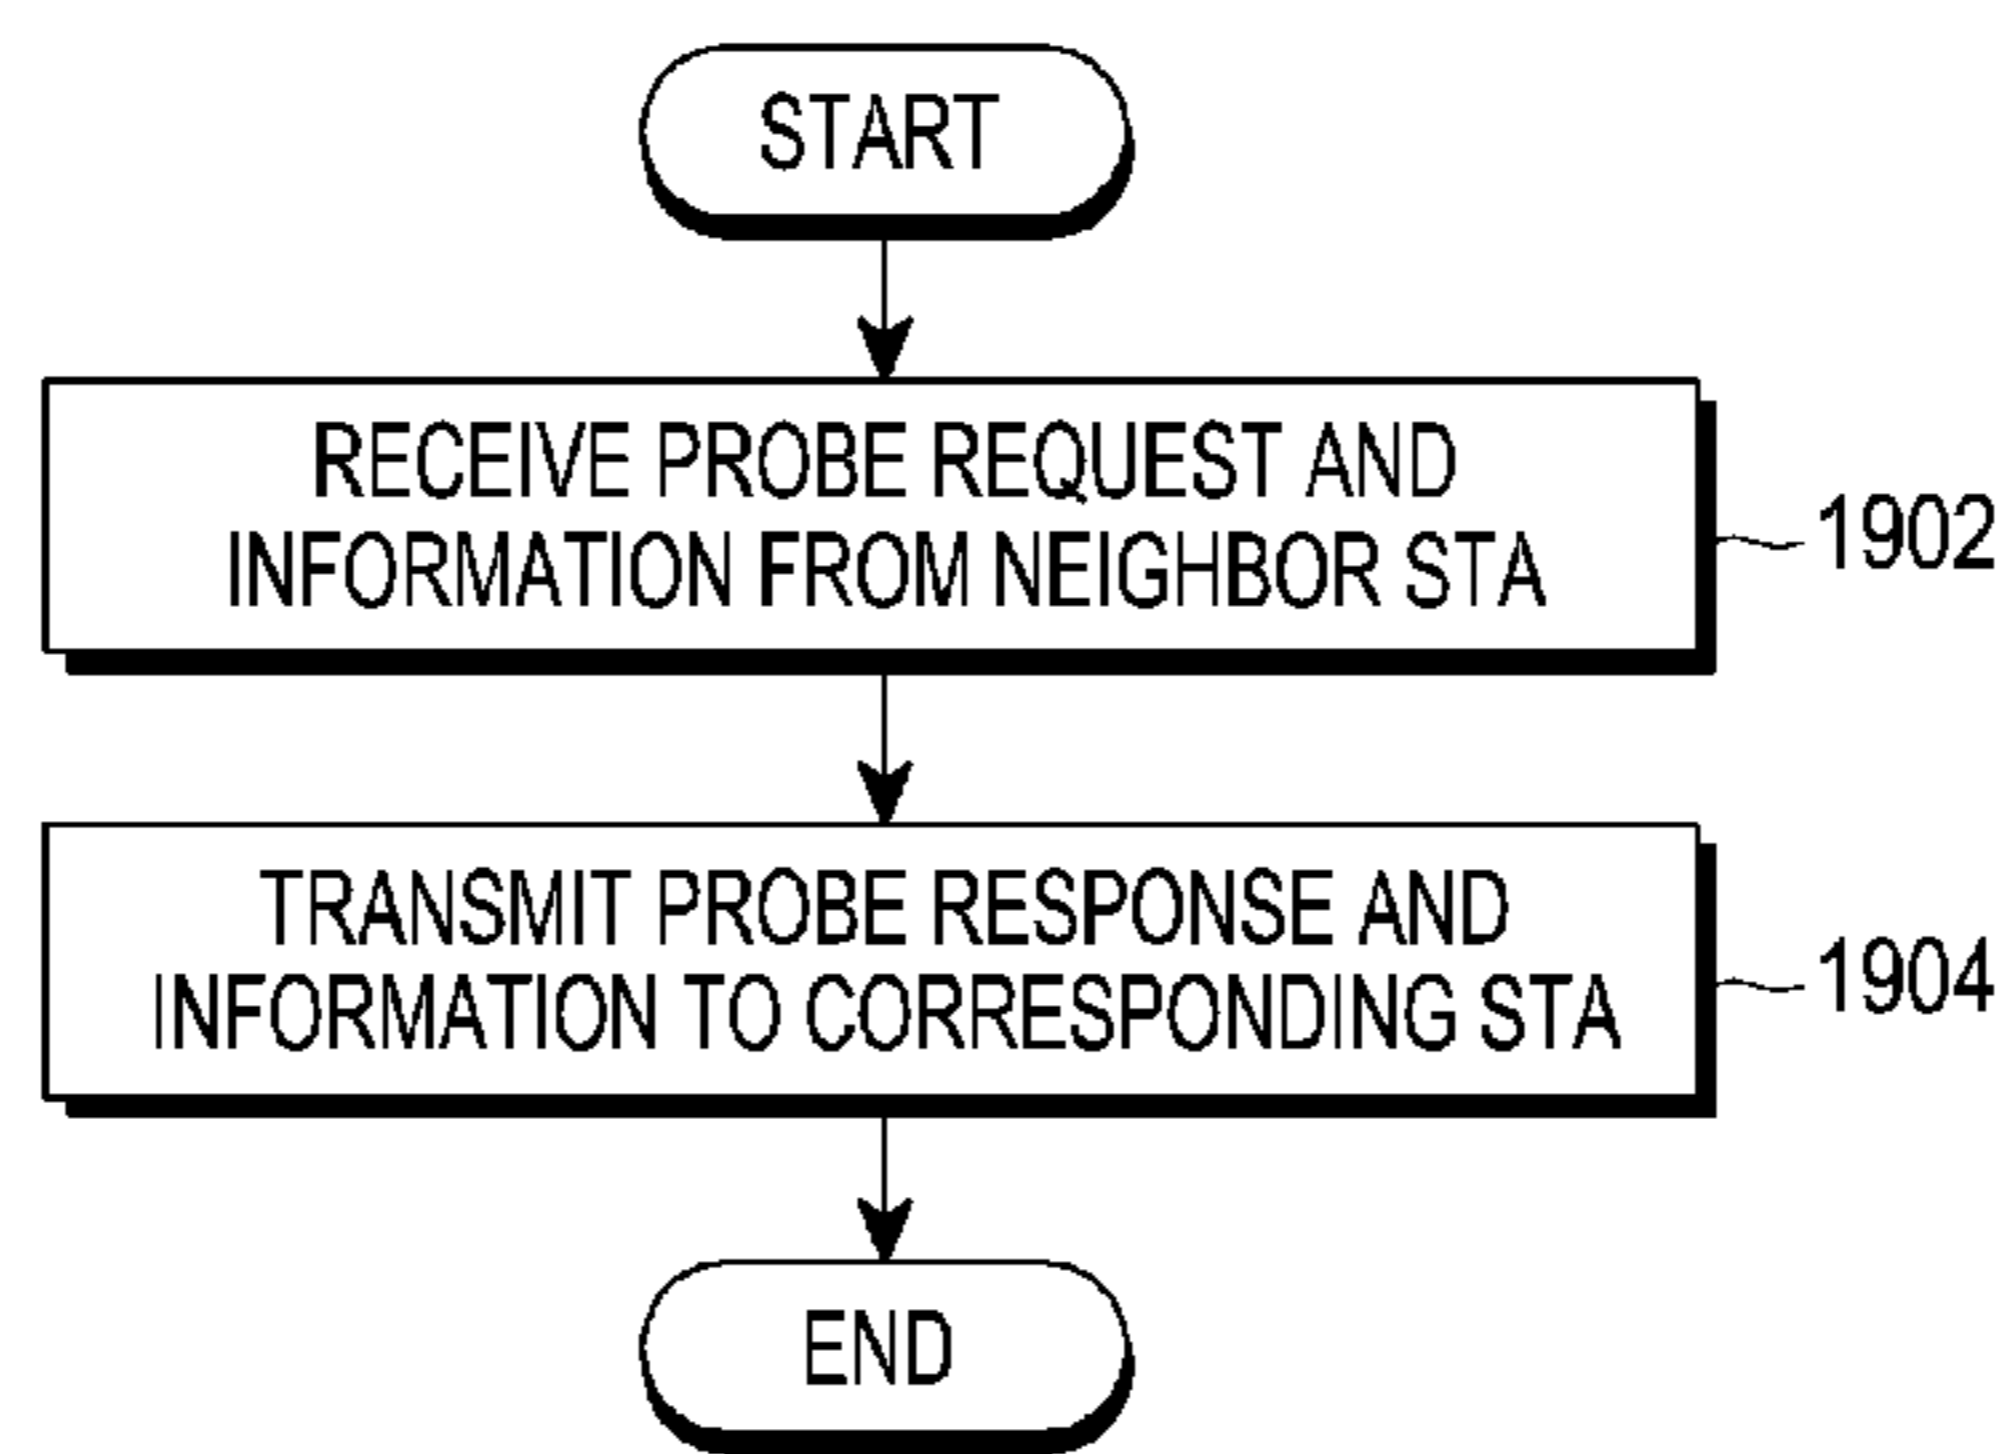 START
RECEIVE PROBE REQUEST AND
INFORMATION FROM NEIGHBOR STA
1902
TRANSMIT PROBE RESPONSE AND
INFORMATION TO CORRESPONDING STA
1904
END